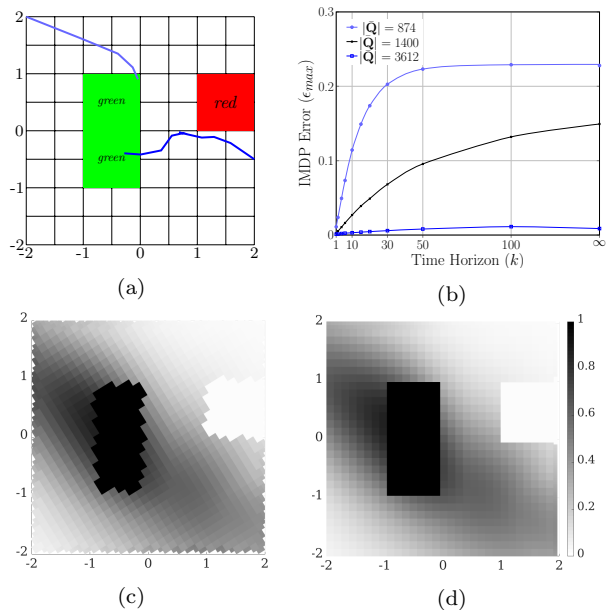 2
1
0
-1
-2
green
green
red
-2
-1
0
1
2
(a)
0.3
0.2
0.1
0
IMDP Error (ϵmax)
|Q̄| = 874
|Q̄| = 1400
|Q̄| = 3612
1 10 30 50 100 ∞
Time Horizon (k)
(b)
2
1
0
-1
-2
-2 -1 0 1 2
(c)
2
1
0
-1
-2
-2 -1 0 1 2
1
0.8
0.6
0.4
0.2
0
(d)